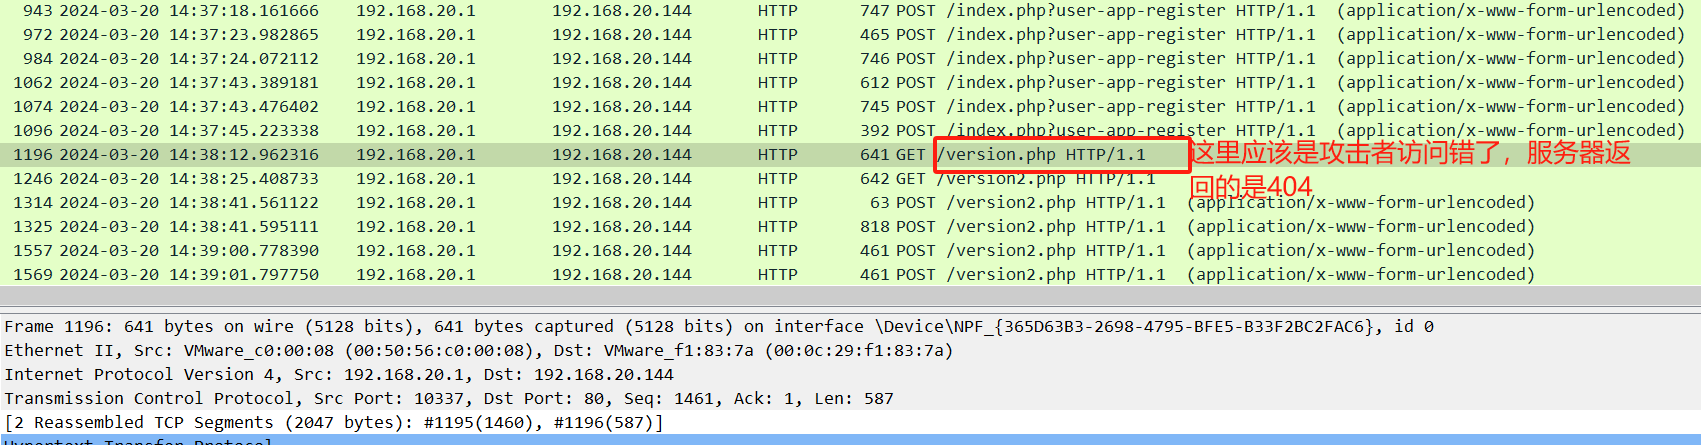 943 2024-03-20 14:37:18.161666 192.168.20.1 192.168.20.144 HTTP 747 POST /index.php?user-app-register HTTP/1.1 (application/x-www-form-urlencoded)
972 2024-03-20 14:37:23.982865 192.168.20.1 192.168.20.144 HTTP 465 POST /index.php?user-app-register HTTP/1.1 (application/x-www-form-urlencoded)
984 2024-03-20 14:37:24.072112 192.168.20.1 192.168.20.144 HTTP 746 POST /index.php?user-app-register HTTP/1.1 (application/x-www-form-urlencoded)
1062 2024-03-20 14:37:43.389181 192.168.20.1 192.168.20.144 HTTP 612 POST /index.php?user-app-register HTTP/1.1 (application/x-www-form-urlencoded)
1074 2024-03-20 14:37:43.476402 192.168.20.1 192.168.20.144 HTTP 745 POST /index.php?user-app-register HTTP/1.1 (application/x-www-form-urlencoded)
1096 2024-03-20 14:37:45.223338 192.168.20.1 192.168.20.144 HTTP 392 POST /index.php?user-app-register HTTP/1.1 (application/x-www-form-urlencoded)
1196 2024-03-20 14:38:12.962316 192.168.20.1 192.168.20.144 HTTP 641 GET /version.php HTTP/1.1 这里应该是攻击者访问错了，服务器返
1246 2024-03-20 14:38:25.408733 192.168.20.1 192.168.20.144 HTTP 642 GET /version2.php HTTP/1.1 回的是404
1314 2024-03-20 14:38:41.561122 192.168.20.1 192.168.20.144 HTTP 63 POST /version2.php HTTP/1.1 (application/x-www-form-urlencoded)
1325 2024-03-20 14:38:41.595111 192.168.20.1 192.168.20.144 HTTP 818 POST /version2.php HTTP/1.1 (application/x-www-form-urlencoded)
1557 2024-03-20 14:39:00.778390 192.168.20.1 192.168.20.144 HTTP 461 POST /version2.php HTTP/1.1 (application/x-www-form-urlencoded)
1569 2024-03-20 14:39:01.797750 192.168.20.1 192.168.20.144 HTTP 461 POST /version2.php HTTP/1.1 (application/x-www-form-urlencoded)
Frame 1196: 641 bytes on wire (5128 bits), 641 bytes captured (5128 bits) on interface \Device\NPF_{365D63B3-2698-4795-BFE5-B33F2BC2FAC6}, id 0
Ethernet II, Src: VMware_c0:00:08 (00:50:56:c0:00:08), Dst: VMware_f1:83:7a (00:0c:29:f1:83:7a)
Internet Protocol Version 4, Src: 192.168.20.1, Dst: 192.168.20.144
Transmission Control Protocol, Src Port: 10337, Dst Port: 80, Seq: 1461, Ack: 1, Len: 587
[2 Reassembled TCP Segments (2047 bytes): #1195(1460), #1196(587)]
Hypertext Transfer Protocol